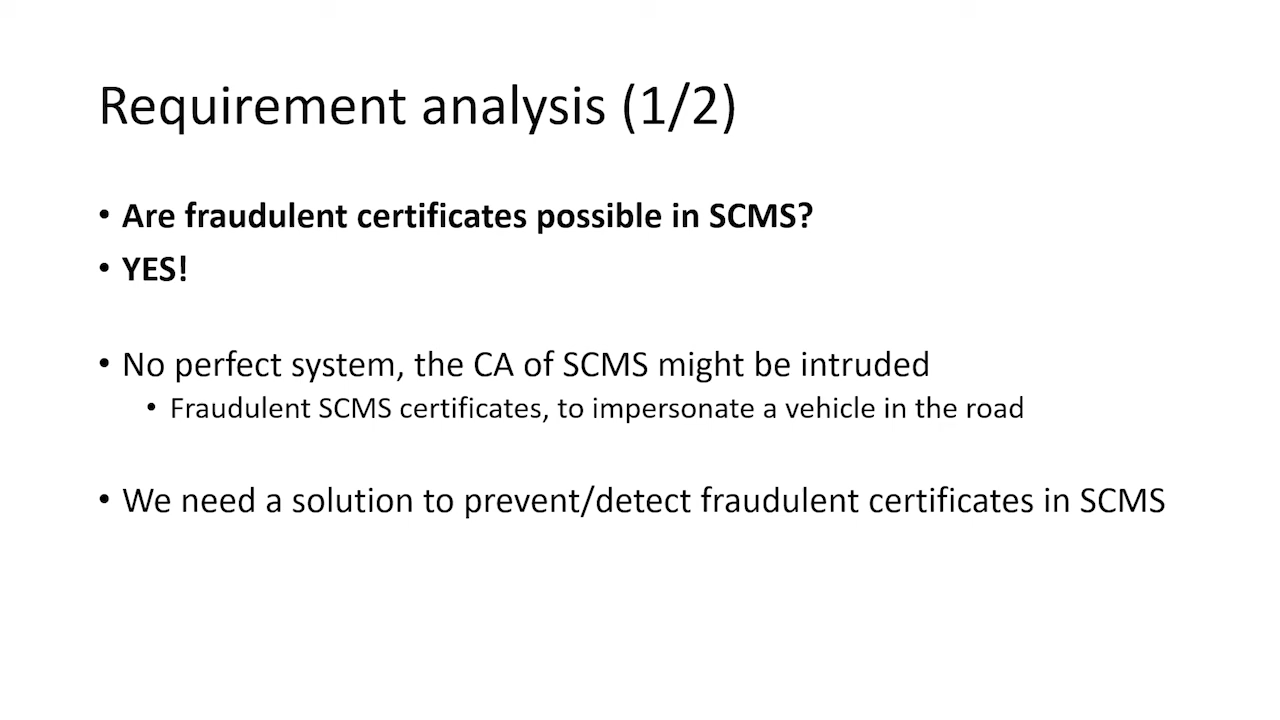 Requirement analysis (1/2)
• Are fraudulent certificates possible in SCMS?
• YES!
• No perfect system, the CA of SCMS might be intruded
• Fraudulent SCMS certificates, to impersonate a vehicle in the road
• We need a solution to prevent/detect fraudulent certificates in SCMS